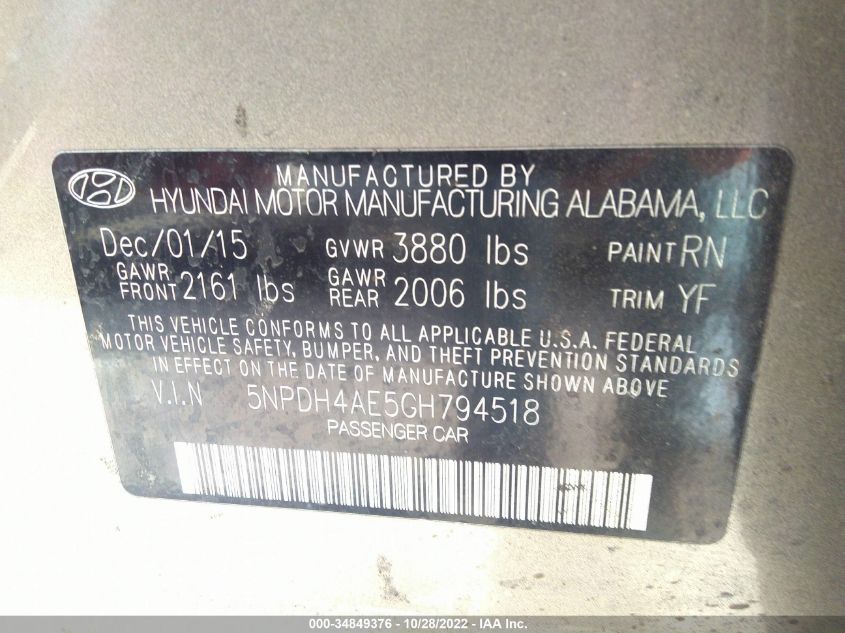 MANUFACTURED BY
HYUNDAI MOTOR MANUFACTURING ALABAMA, LLC
Dec/01/15 GVWR 3880 lbs PAINT RN
GAWR FRONT 2161 lbs GAWR REAR 2006 lbs TRIM YF
THIS VEHICLE CONFORMS TO ALL APPLICABLE U.S.A. FEDERAL
MOTOR VEHICLE SAFETY, BUMPER, AND THEFT PREVENTION STANDARDS
IN EFFECT ON THE DATE OF MANUFACTURE SHOWN ABOVE
V.I.N 5NPDH4AE5GH794518
PASSENGER CAR
000-34849376 - 10/28/2022 - IAA Inc.